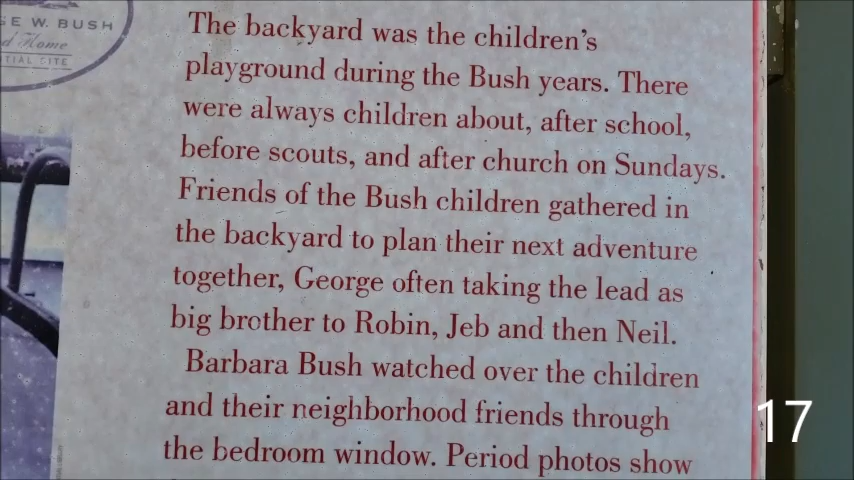 GE W. BUSH
d Home
TIAL SITE
The backyard was the children's
playground during the Bush years. There
were always children about, after school,
before scouts, and after church on Sundays.
Friends of the Bush children gathered in
the backyard to plan their next adventure
together, George often taking the lead as
big brother to Robin, Jeb and then Neil.
Barbara Bush watched over the children
and their neighborhood friends through
the bedroom window. Period photos show
17